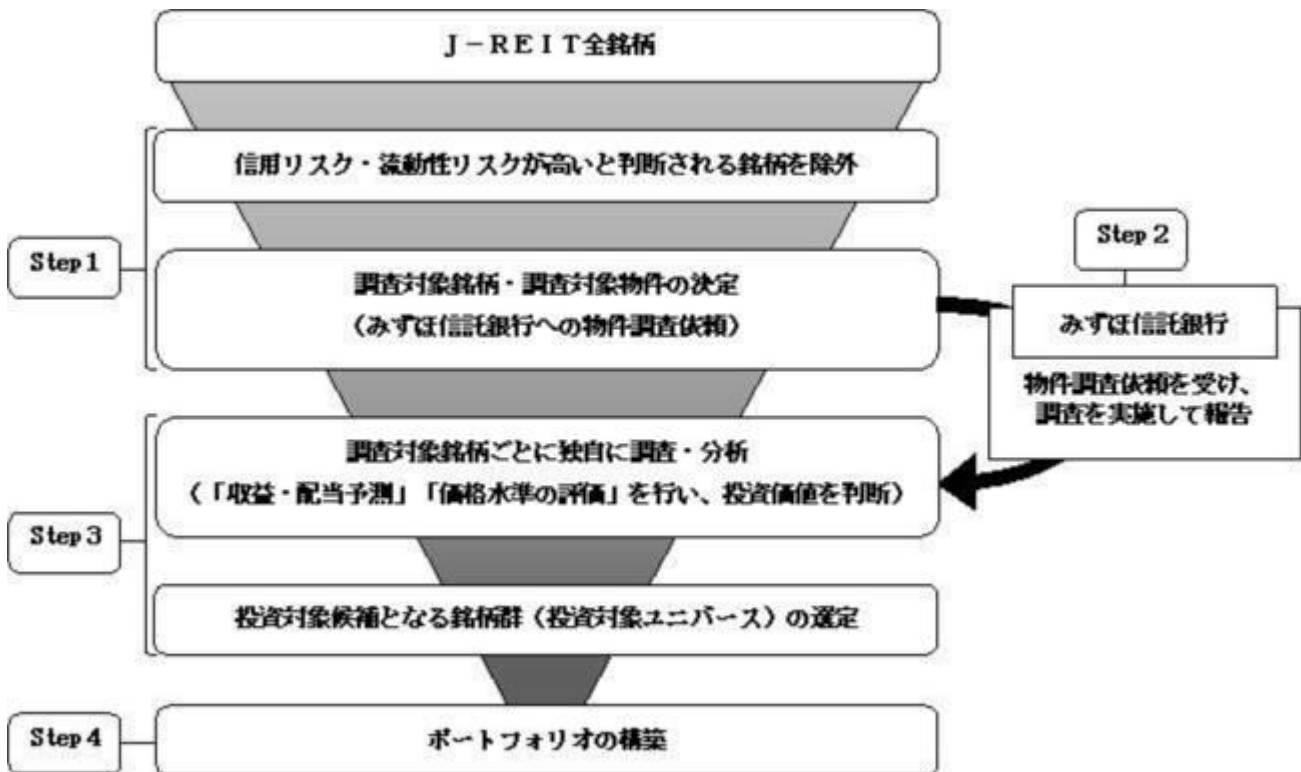 J-REIT全銘柄
信用リスク・流動性リスクが高いと判断される銘柄を除外
Step1
調査対象銘柄・調査対象物件の決定
（みずほ信託銀行への物件調査依頼）
Step2
みずほ信託銀行
物件調査依頼を受け、
調査を実施して報告
Step3
調査対象銘柄ごとに独自に調査・分析
（「収益・配当予測」「価格水準の評価」を行い、投資価値を判断）
投資対象候補となる銘柄群（投資対象ユニバース）の選定
Step4
ポートフォリオの構築